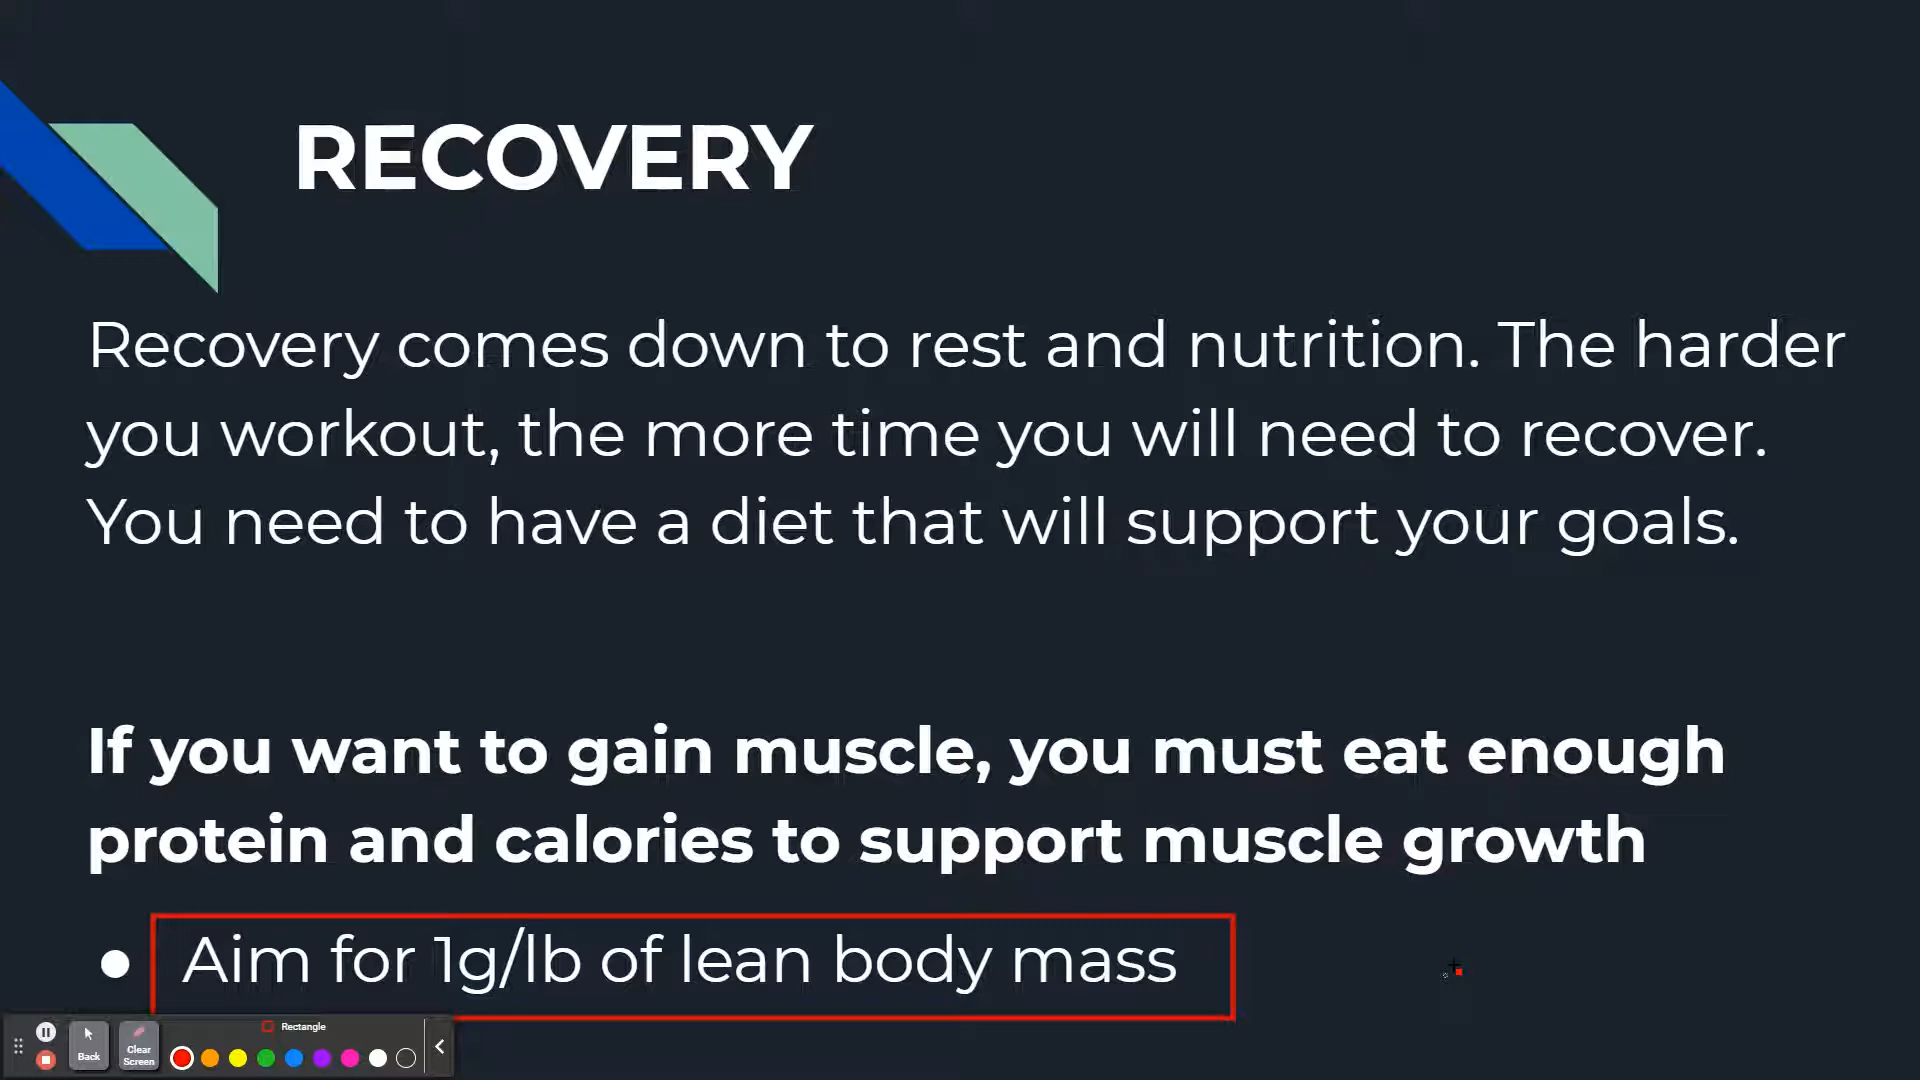 RECOVERY
Recovery comes down to rest and nutrition. The harder
you workout, the more time you will need to recover.
You need to have a diet that will support your goals.
If you want to gain muscle, you must eat enough
protein and calories to support muscle growth
● Aim for 1g/lb of lean body mass
Rectangle
Back
Clear
Screen